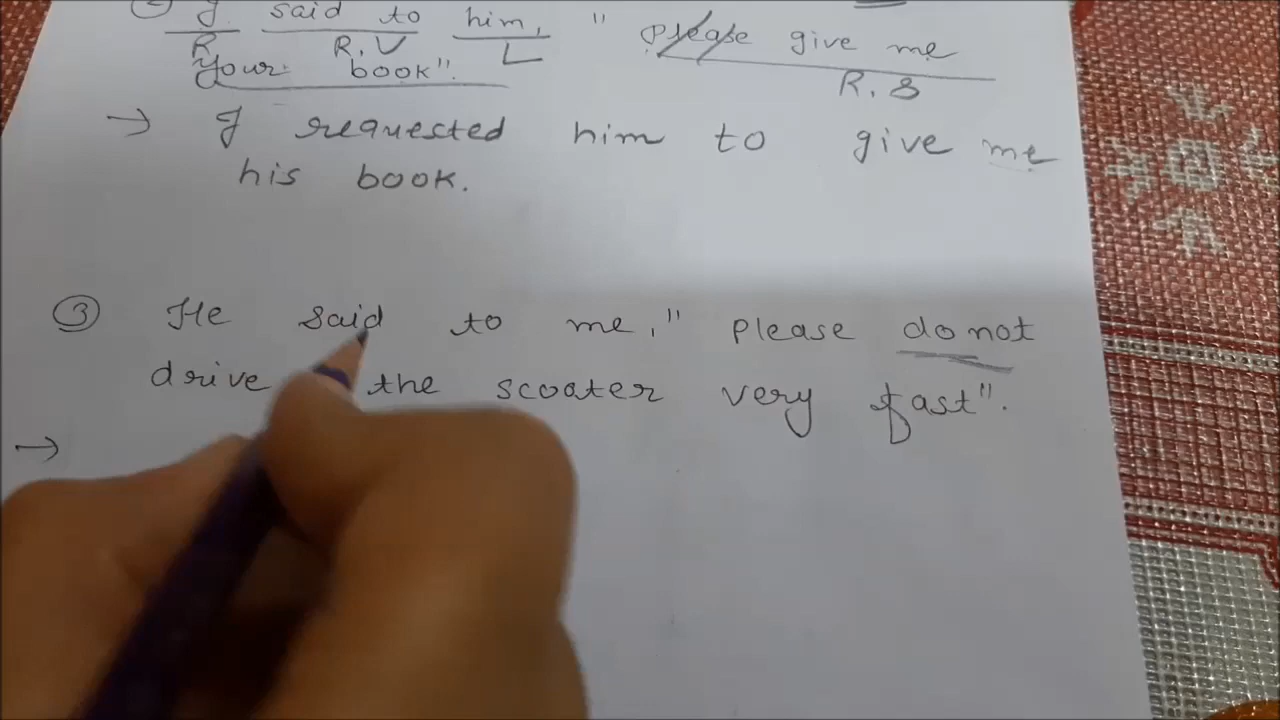 ② I said to him, " please give me
R R.V L
your book".
R.S
→ I requested him to give me
his book.
③ He said to me," please do not
drive the scooter very fast".
→